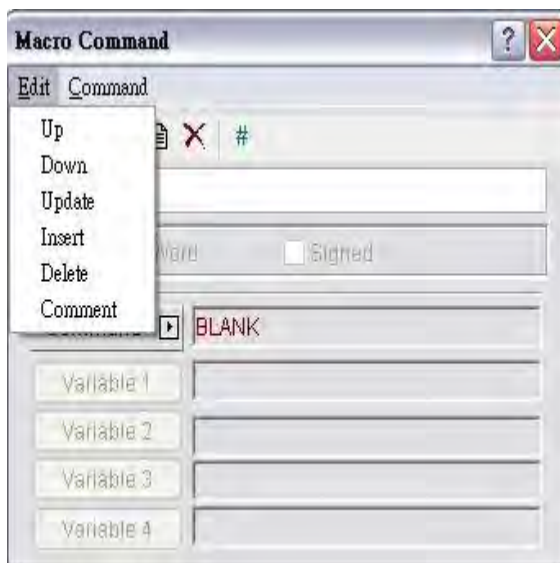 Macro Command
Edit Command
Up
Down
Update
Insert
Delete
Comment
#
Signed
BLANK
Variable 1
Variable 2
Variable 3
Variable 4